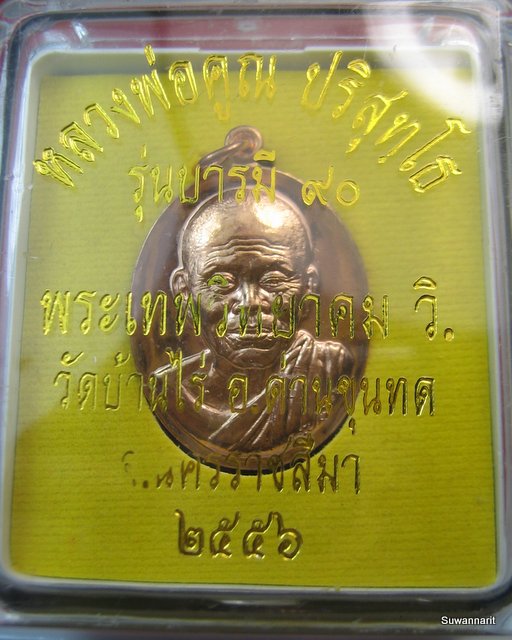 หลวงพ่อคูณ ปริสุทฺโธ
รุ่นบารมี ๙๐
พระเทพวิทยาคม วิ.
วัดบ้านไร่ อ.ด่านขุนทด
นครราชสีมา
๒๕๕๖
Suwannarit